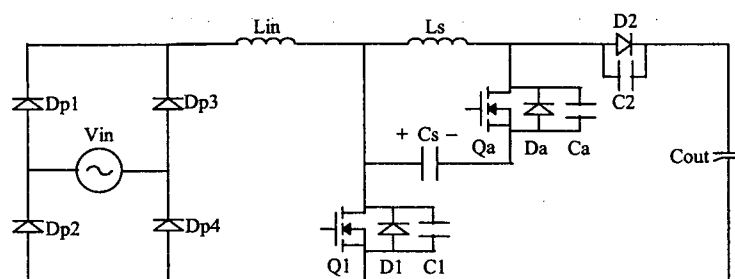 Lin
Ls
D2
Dp1
Dp3
Vin
C2
+ Cs −
Qa
Da
Ca
Cout
Dp2
Dp4
Q1
D1
C1